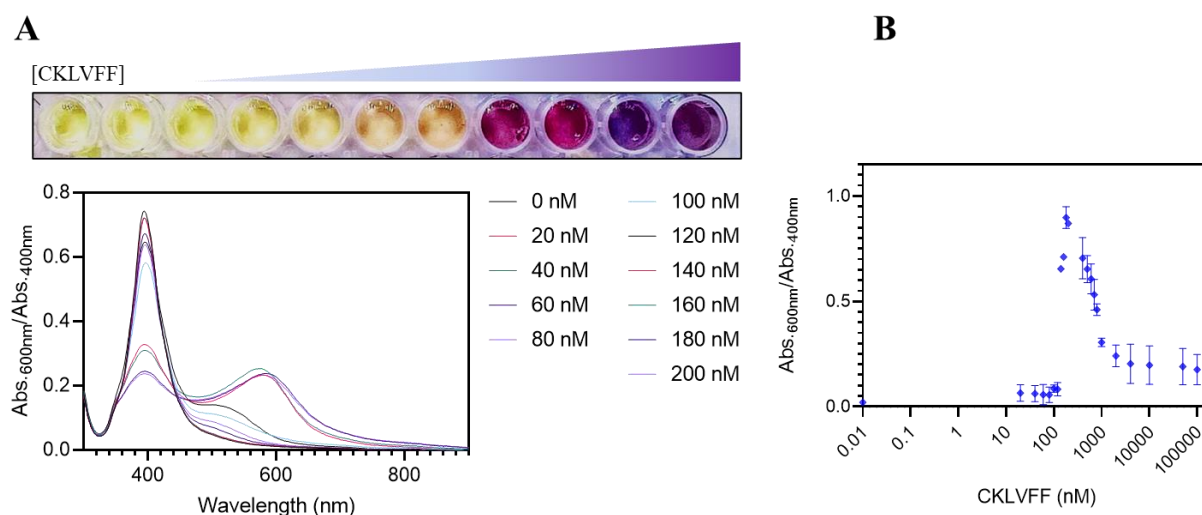 A
B
[CKLVFF]
0.8
0.6
0.4
0.2
0.0
400 600 800
Wavelength (nm)
Abs.600nm/Abs.400nm
0 nM 100 nM
20 nM 120 nM
40 nM 140 nM
60 nM 160 nM
80 nM 180 nM
200 nM
1.0
0.5
0.0
0.01 0.1 1 10 100 1000 10000 100000
CKLVFF (nM)
Abs.600nm/Abs.400nm